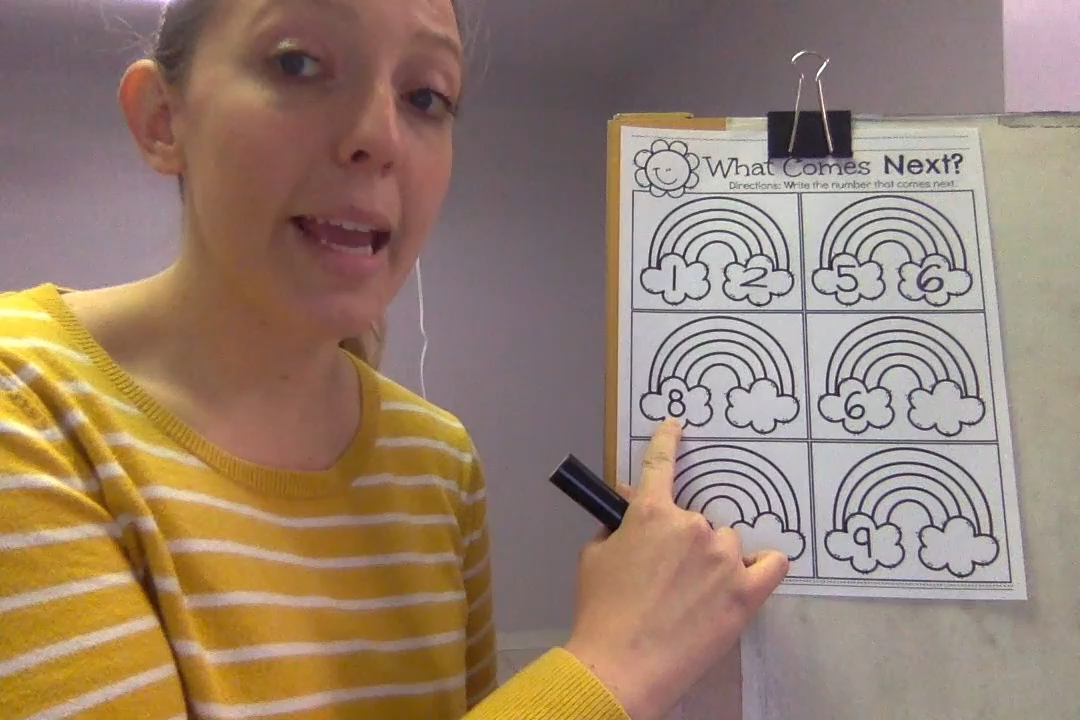 What Comes Next?
Directions: Write the number that comes next.
1 2 5 6
8 6
9